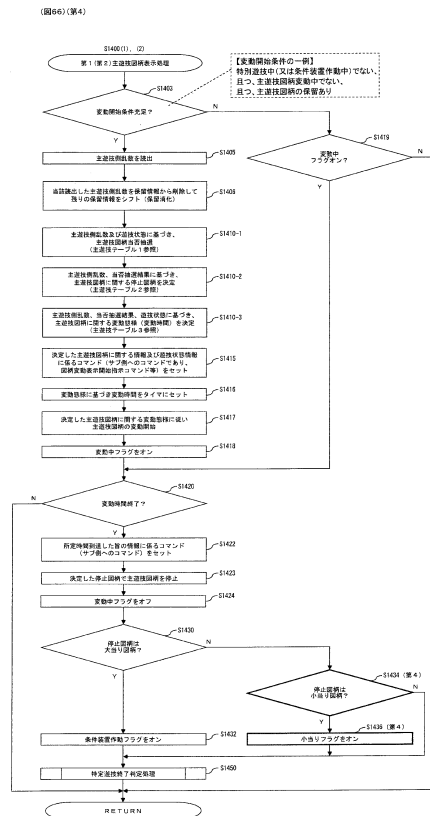 (図66)(第4)
S1400(1), (2)
第1(第2)主遊技図柄表示処理
【変動開始条件の一例】
特別遊技中(又は条件装置作動中)でない、
且つ、主遊技図柄変動中でない、
且つ、主遊技図柄の保留あり
S1403
変動開始条件充足?
N
Y
S1419
変動中
フラグオン?
N
Y
主遊技側乱数を読出
S1405
当該読出した主遊技側乱数を保留情報から削除して
残りの保留情報をシフト(保留消化)
S1406
主遊技側乱数及び遊技状態に基づき、
主遊技図柄当否抽選
(主遊技テーブル1参照)
S1410-1
主遊技側乱数、当否抽選結果に基づき、
主遊技図柄に関する停止図柄を決定
(主遊技テーブル2参照)
S1410-2
主遊技側乱数、当否抽選結果、遊技状態に基づき、
主遊技図柄に関する変動態様(変動時間)を決定
(主遊技テーブル3参照)
S1410-3
決定した主遊技図柄に関する情報及び遊技状態情報
に係るコマンド(サブ側へのコマンドであり、
図柄変動表示開始指示コマンド等)をセット
S1415
変動態様に基づき変動時間をタイマにセット
S1416
決定した主遊技図柄に関する変動態様に従い
主遊技図柄の変動開始
S1417
変動中フラグをオン
S1418
S1420
変動時間終了?
N
Y
所定時間到達した旨の情報に係るコマンド
(サブ側へのコマンド)をセット
S1422
決定した停止図柄で主遊技図柄を停止
S1423
変動中フラグをオフ
S1424
S1430
停止図柄は
大当り図柄?
N
Y
S1434 (第4)
停止図柄は
小当り図柄?
N
Y
条件装置作動フラグをオン
S1432
S1436 (第4)
小当りフラグをオン
特定遊技終了判定処理
S1450
RETURN